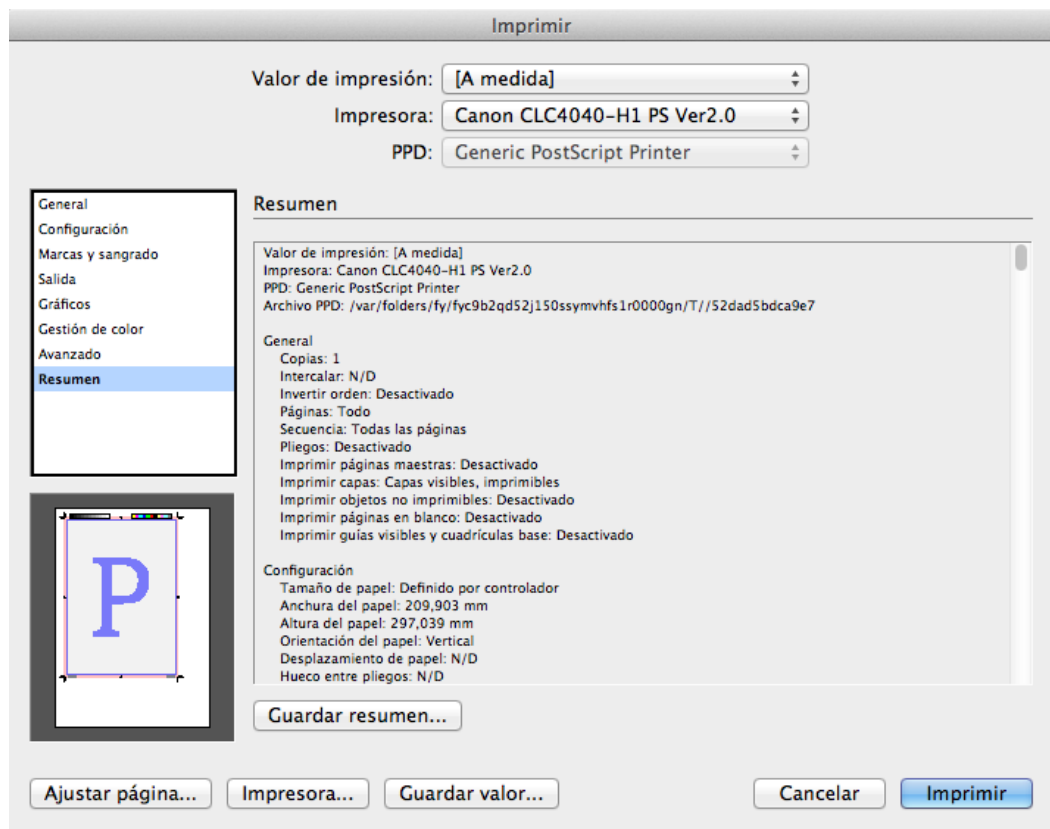 Imprimir
Valor de impresión: [A medida]
Impresora: Canon CLC4040-H1 PS Ver2.0
PPD: Generic PostScript Printer
General
Configuración
Marcas y sangrado
Salida
Gráficos
Gestión de color
Avanzado
Resumen
Resumen
Valor de impresión: [A medida]
Impresora: Canon CLC4040-H1 PS Ver2.0
PPD: Generic PostScript Printer
Archivo PPD: /var/folders/fy/fyc9b2qd52j150ssymvhfs1r0000gn/T//52dad5bdca9e7
General
Copias: 1
Intercalar: N/D
Invertir orden: Desactivado
Páginas: Todo
Secuencia: Todas las páginas
Pliegos: Desactivado
Imprimir páginas maestras: Desactivado
Imprimir capas: Capas visibles, imprimibles
Imprimir objetos no imprimibles: Desactivado
Imprimir páginas en blanco: Desactivado
Imprimir guías visibles y cuadrículas base: Desactivado
Configuración
Tamaño de papel: Definido por controlador
Anchura del papel: 209,903 mm
Altura del papel: 297,039 mm
Orientación del papel: Vertical
Desplazamiento de papel: N/D
Hueco entre pliegos: N/D
P
Guardar resumen...
Ajustar página...
Impresora...
Guardar valor...
Cancelar
Imprimir